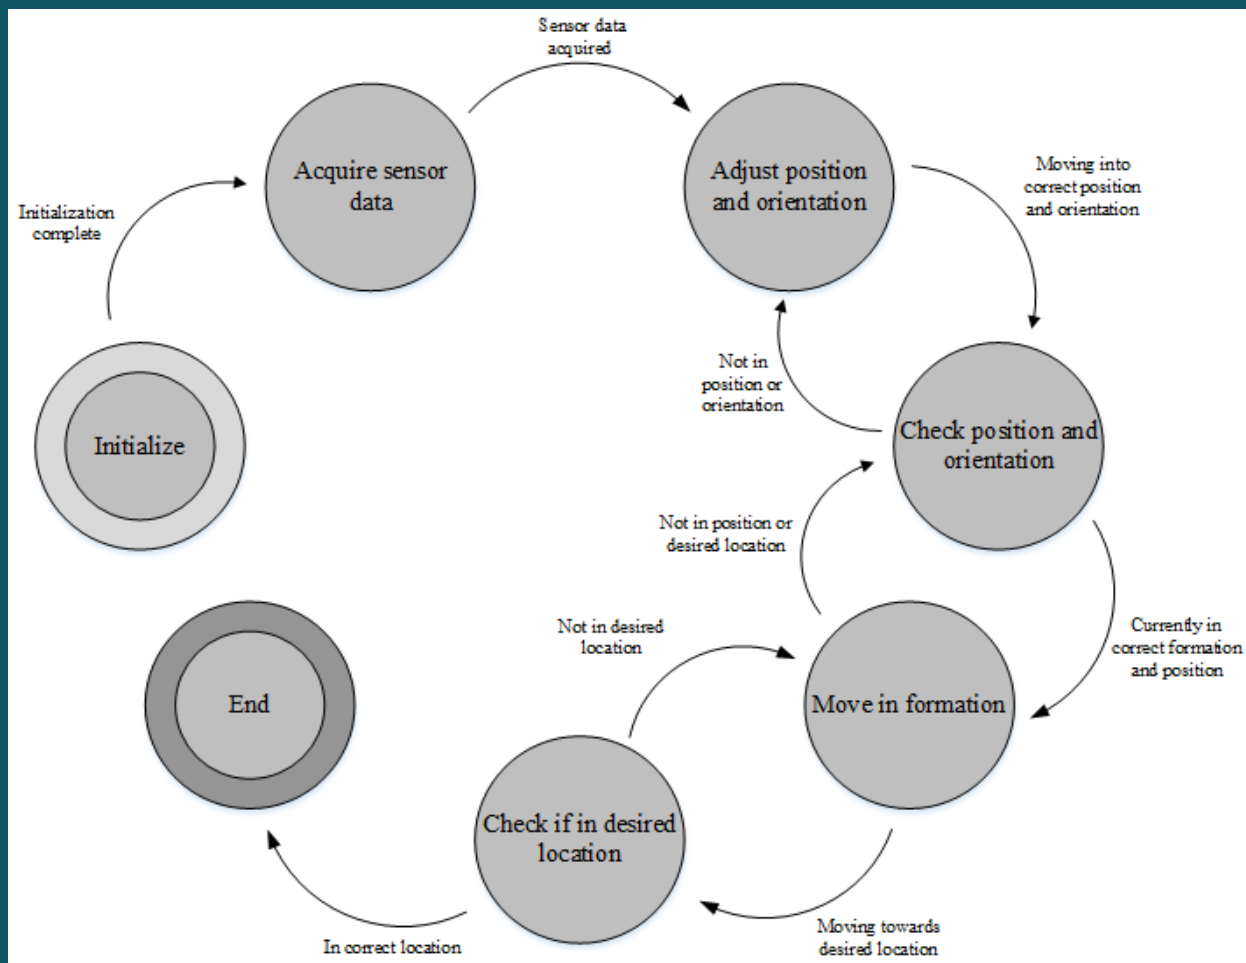 Sensor data
acquired
Acquire sensor
data
Adjust position
and orientation
Moving into
correct position
and orientation
Initialization
complete
Not in
position or
orientation
Initialize
Check position and
orientation
Not in position or
desired location
Not in desired
location
Currently in
correct formation
and position
End
Move in formation
Check if in desired
location
In correct location
Moving towards
desired location